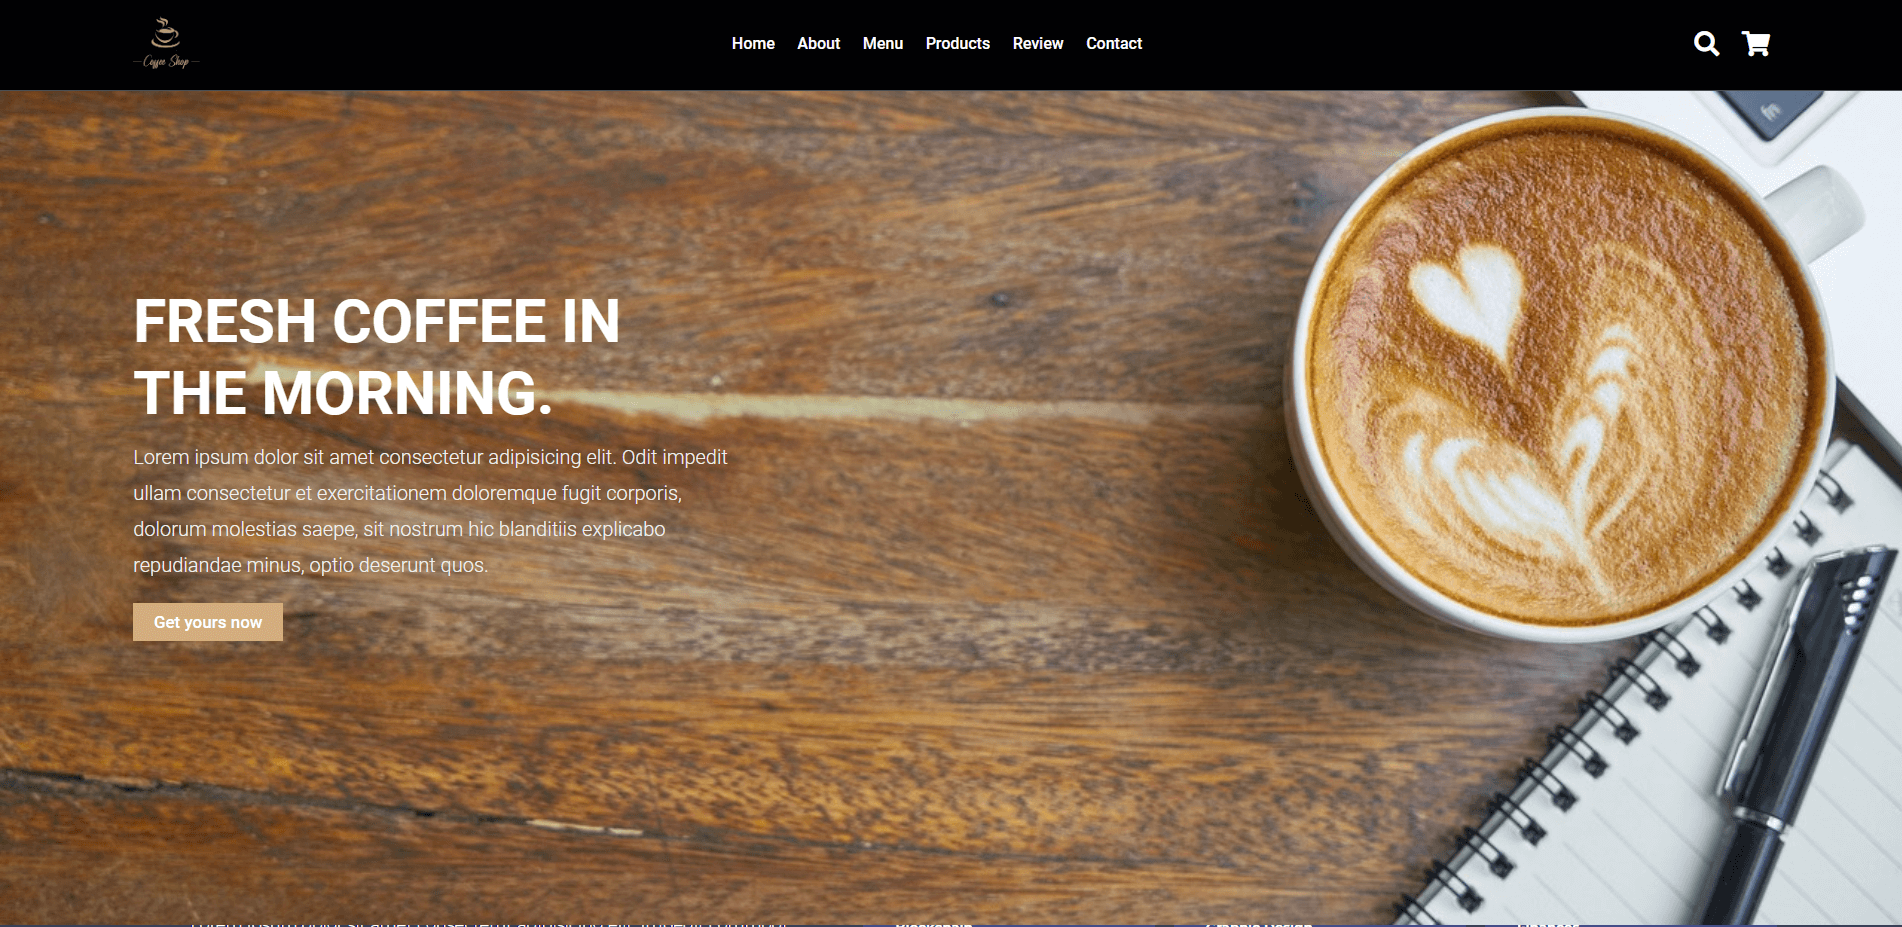 Coffee Shop
Home About Menu Products Review Contact
FRESH COFFEE IN
THE MORNING.
Lorem ipsum dolor sit amet consectetur adipisicing elit. Odit impedit
ullam consectetur et exercitationem doloremque fugit corporis,
dolorum molestias saepe, sit nostrum hic blanditiis explicabo
repudiandae minus, optio deserunt quos.
Get yours now